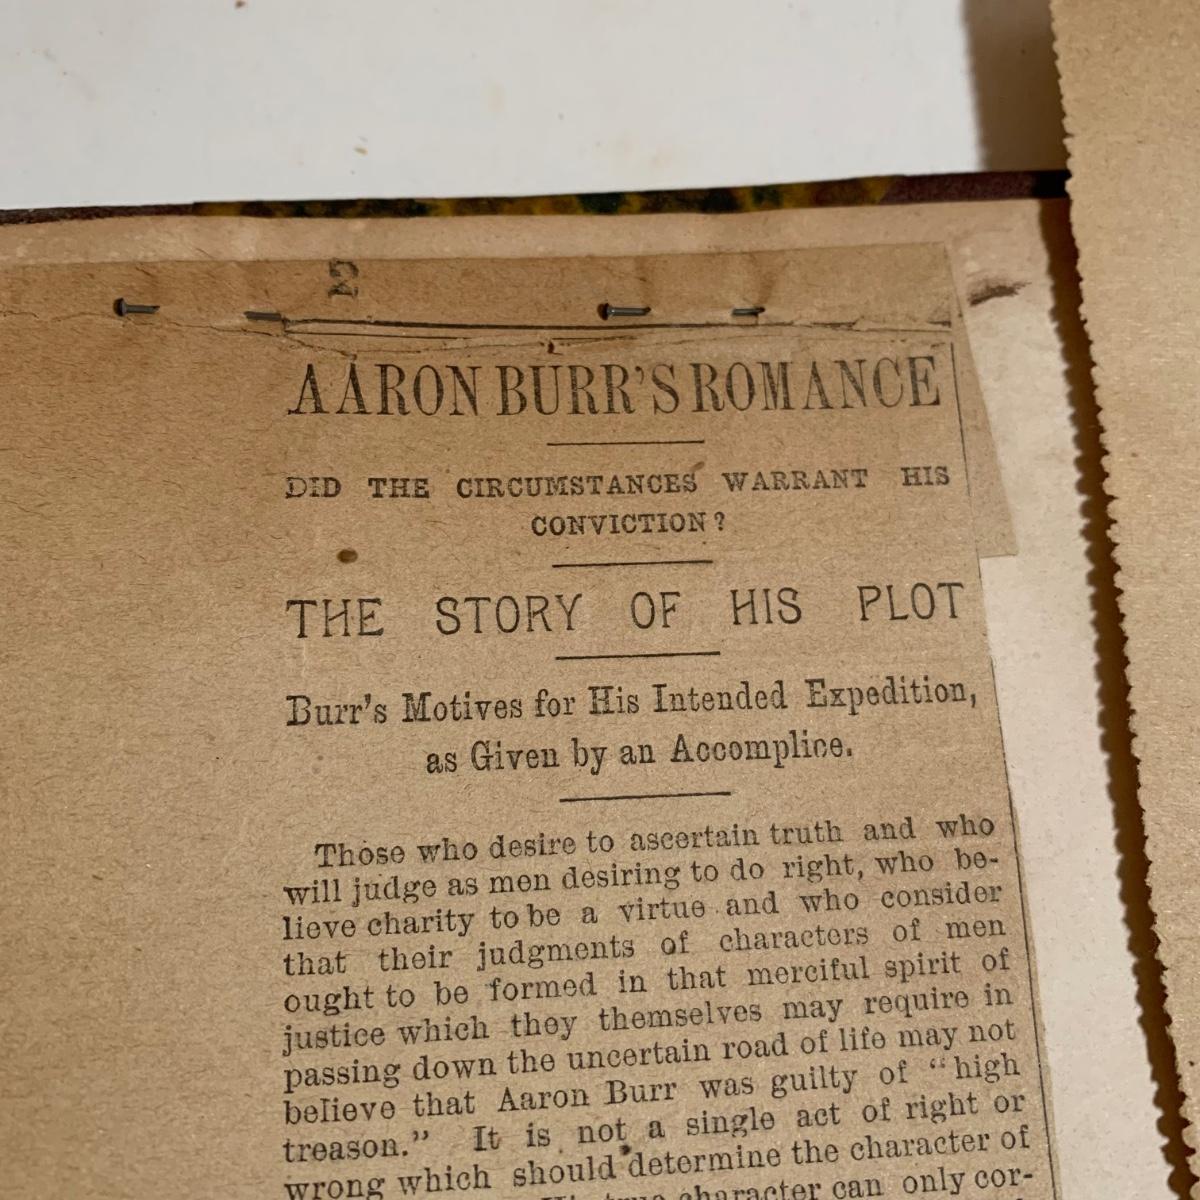 2
AARON BURR'S ROMANCE
DID THE CIRCUMSTANCES WARRANT HIS
CONVICTION?
THE STORY OF HIS PLOT
Burr's Motives for His Intended Expedition,
as Given by an Accomplice.
Those who desire to ascertain truth and who
will judge as men desiring to do right, who be-
lieve charity to be a virtue and who consider
that their judgments of characters of men
ought to be formed in that merciful spirit of
justice which they themselves may require in
passing down the uncertain road of life may not
believe that Aaron Burr was guilty of "high
treason." It is not a single act of right or
wrong which should determine the character of
true character can only cor-